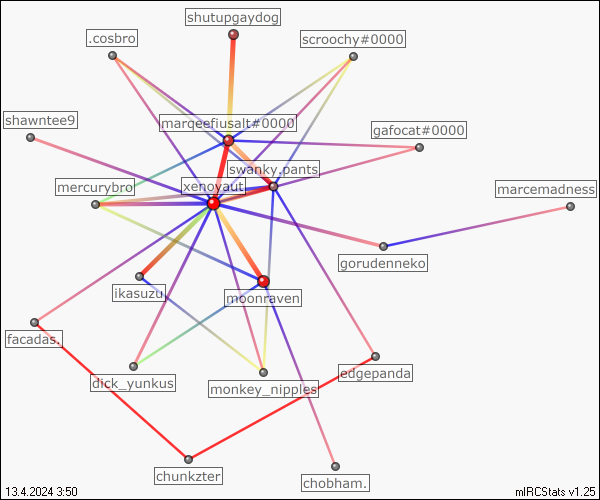 shutupgaydog
.cosbro
scroochy#0000
shawntee9
marqeefiusalt#0000
gafocat#0000
swanky.pants
mercurybro
xenoyaut
marcemadness
gorudenneko
ikasuzu
moonraven
facadas.
edgepanda
dick_yunkus
monkey_nipples
chunkzter
chobham.
13.4.2024 3:50
mIRCStats v1.25